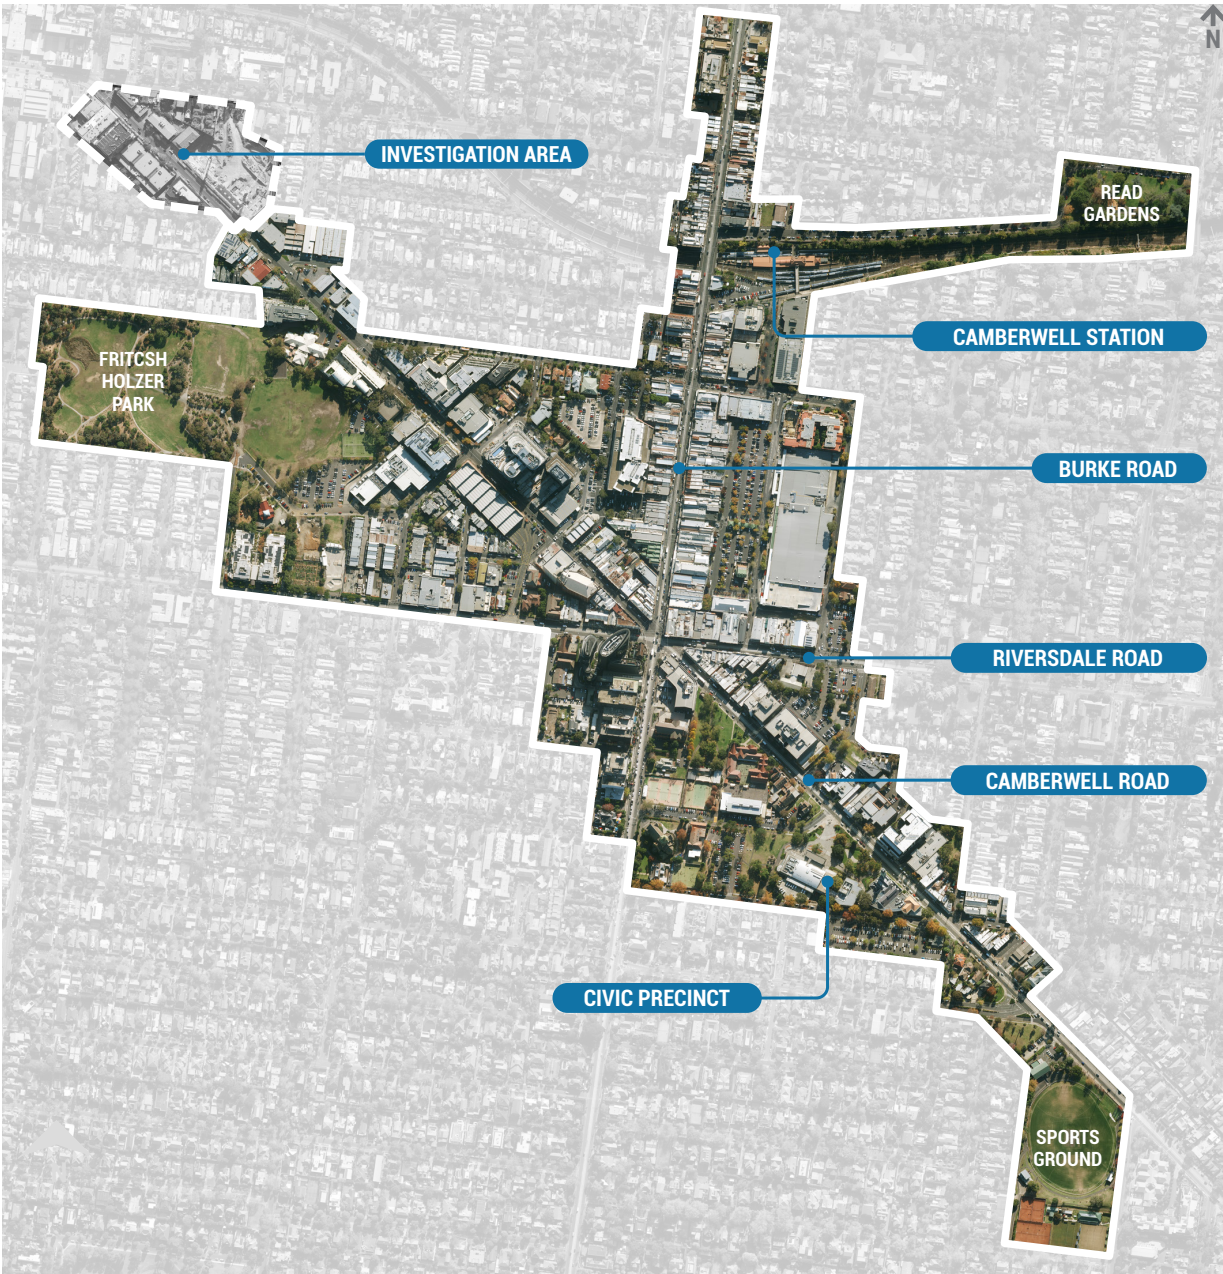 N
INVESTIGATION AREA
READ
GARDENS
CAMBERWELL STATION
FRITCSH
HOLZER
PARK
BURKE ROAD
RIVERSDALE ROAD
CAMBERWELL ROAD
CIVIC PRECINCT
SPORTS
GROUND